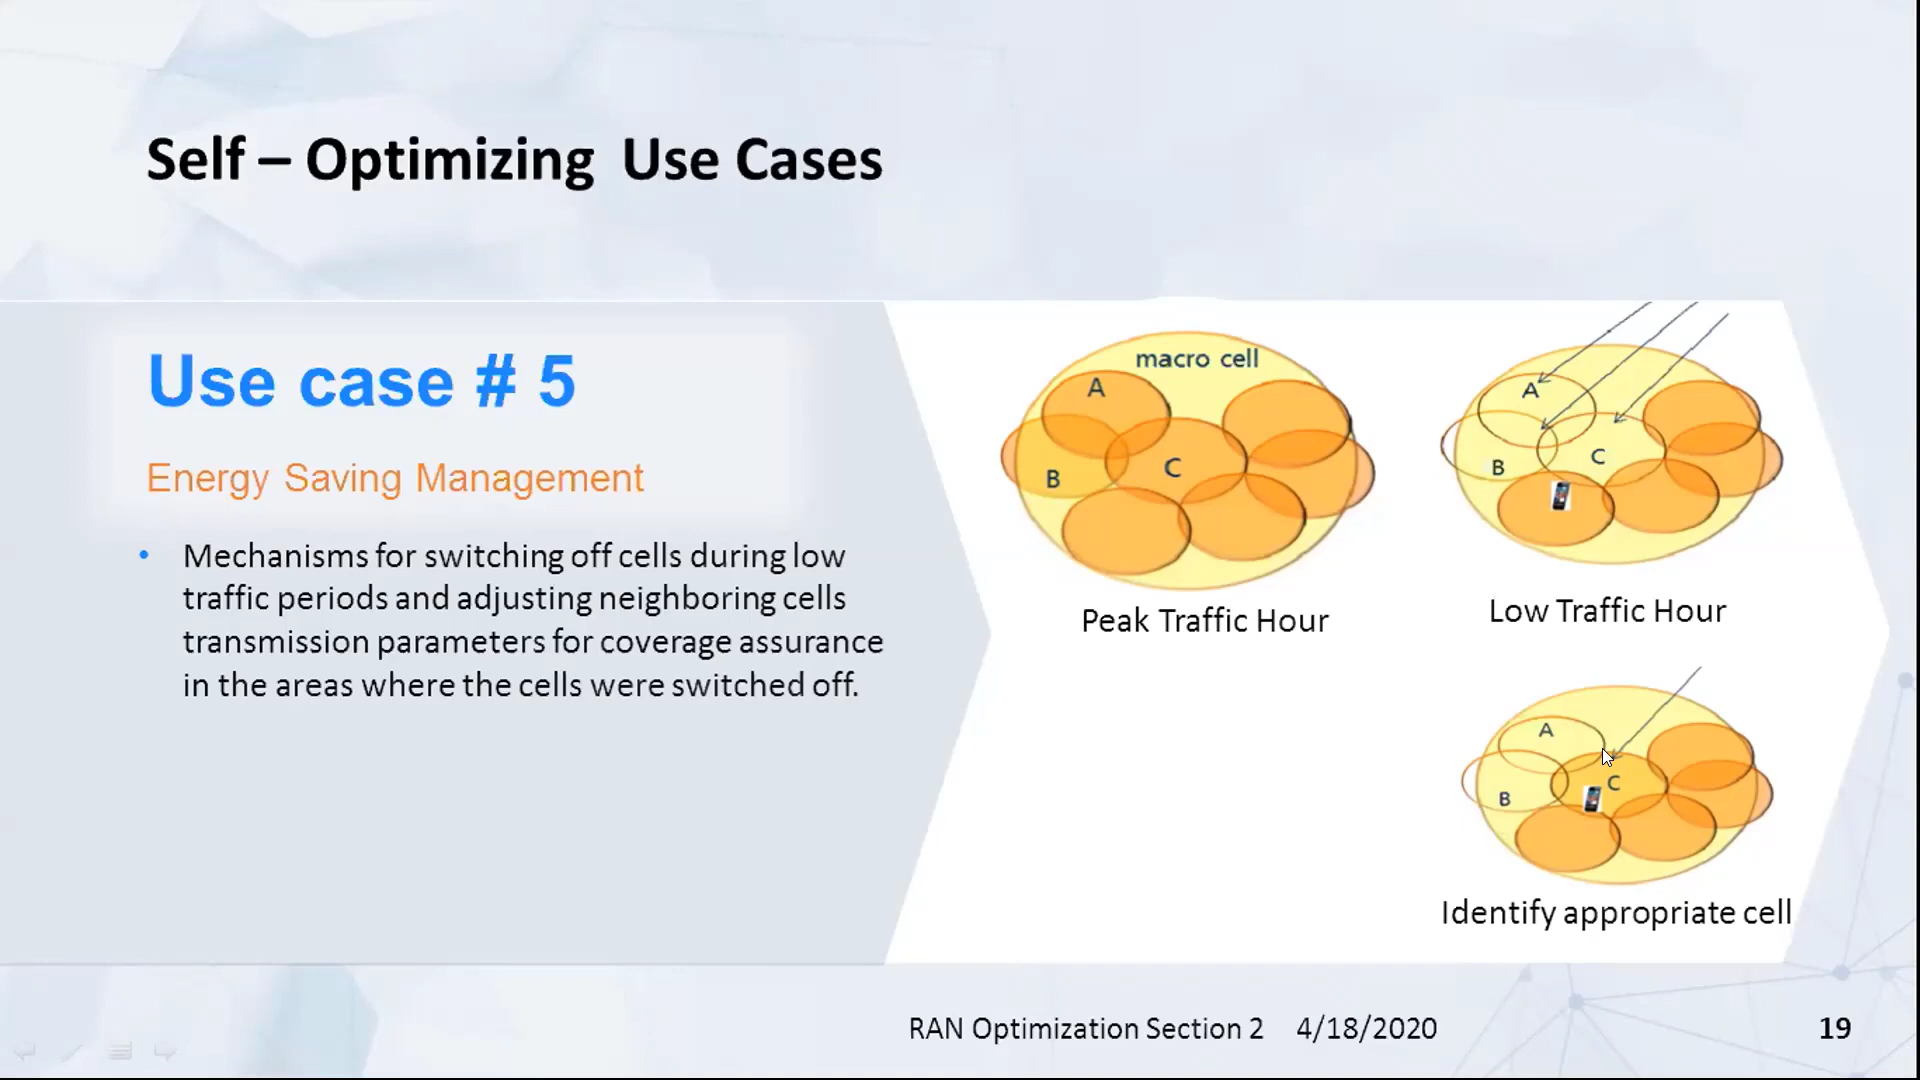 Self – Optimizing Use Cases
Use case # 5
Energy Saving Management
• Mechanisms for switching off cells during low
traffic periods and adjusting neighboring cells
transmission parameters for coverage assurance
in the areas where the cells were switched off.
macro cell
A
B
C
Peak Traffic Hour
A
B
C
Low Traffic Hour
A
B
C
Identify appropriate cell
RAN Optimization Section 2 4/18/2020
19